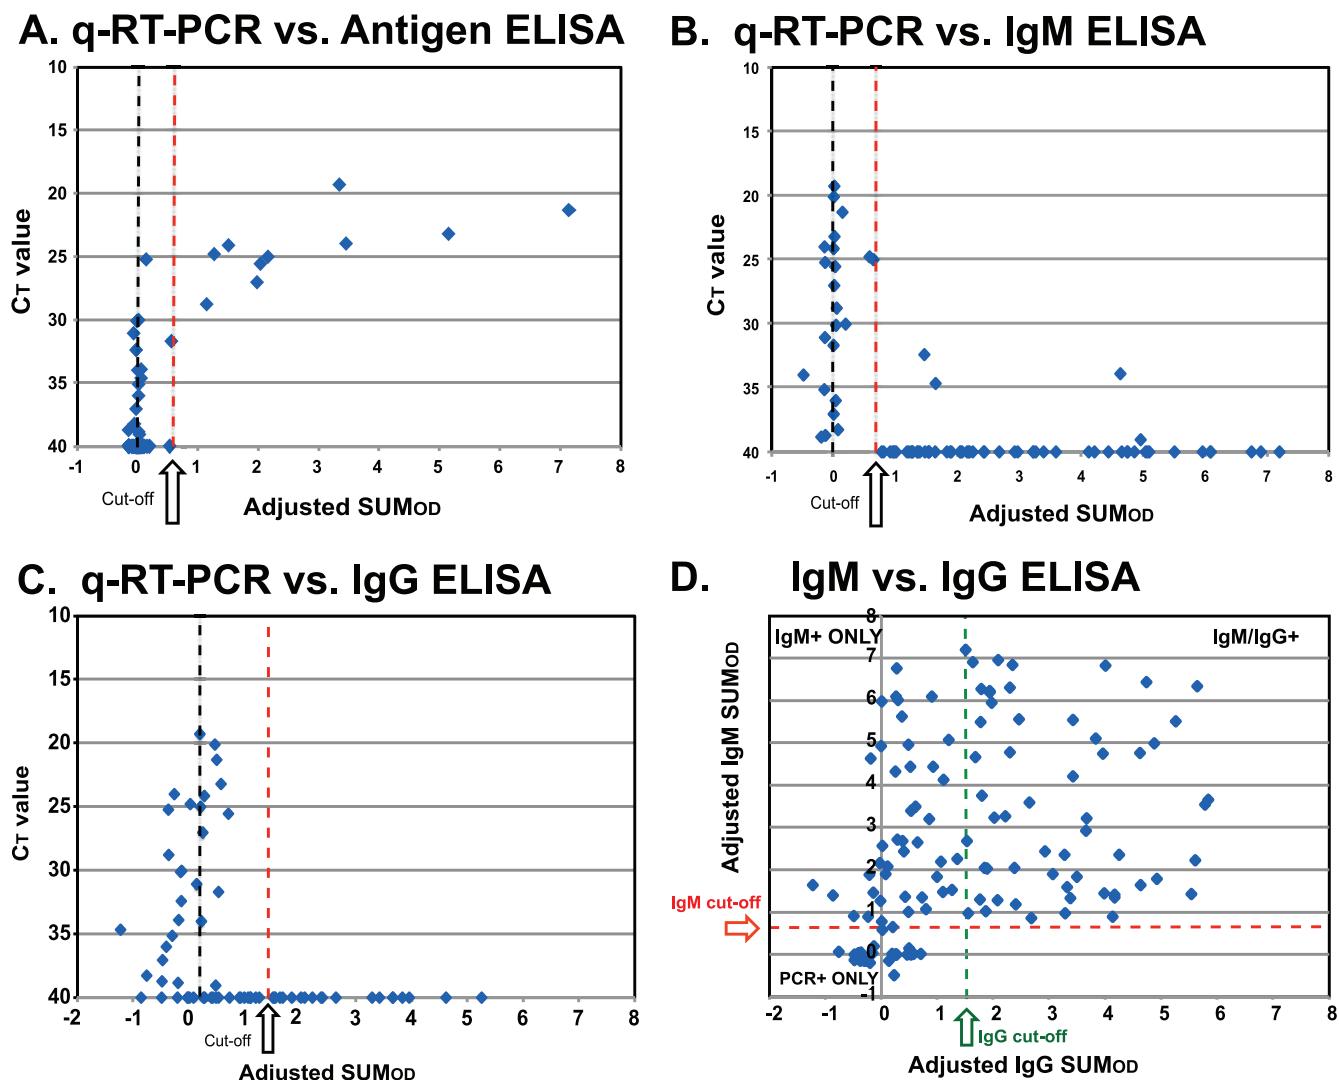 A. q-RT-PCR vs. Antigen ELISA
10
15
20
25
30
35
40
CT value
-1 0 1 2 3 4 5 6 7 8
Cut-off
Adjusted SUMOD
B. q-RT-PCR vs. IgM ELISA
10
15
20
25
30
35
40
CT value
-1 0 1 2 3 4 5 6 7 8
Cut-off
Adjusted SUMOD
C. q-RT-PCR vs. IgG ELISA
10
15
20
25
30
35
40
CT value
-2 -1 0 1 2 3 4 5 6 7 8
Cut-off
Adjusted SUMOD
D. IgM vs. IgG ELISA
IgM+ ONLY
IgM/IgG+
8
7
6
5
4
3
2
1
0
-1
Adjusted IgM SUMOD
IgM cut-off
PCR+ ONLY
-2 -1 0 1 2 3 4 5 6 7 8
IgG cut-off
Adjusted IgG SUMOD